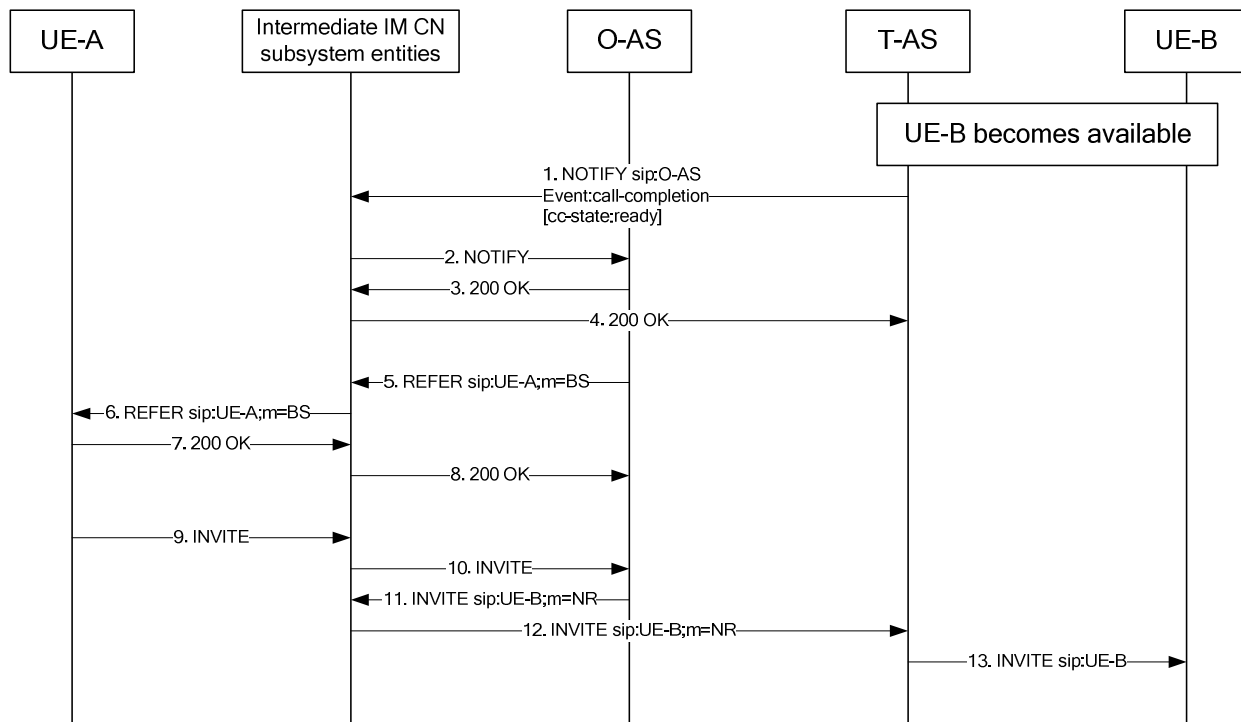 UE-A
Intermediate IM CN
subsystem entities
O-AS
T-AS
UE-B
UE-B becomes available
1. NOTIFY sip:O-AS
Event:call-completion
[cc-state:ready]
2. NOTIFY
3. 200 OK
4. 200 OK
5. REFER sip:UE-A;m=BS
6. REFER sip:UE-A;m=BS
7. 200 OK
8. 200 OK
9. INVITE
10. INVITE
11. INVITE sip:UE-B;m=NR
12. INVITE sip:UE-B;m=NR
13. INVITE sip:UE-B